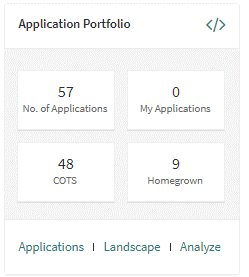 Application Portfolio </>
57
No. of Applications
0
My Applications
48
COTS
9
Homegrown
Applications | Landscape | Analyze